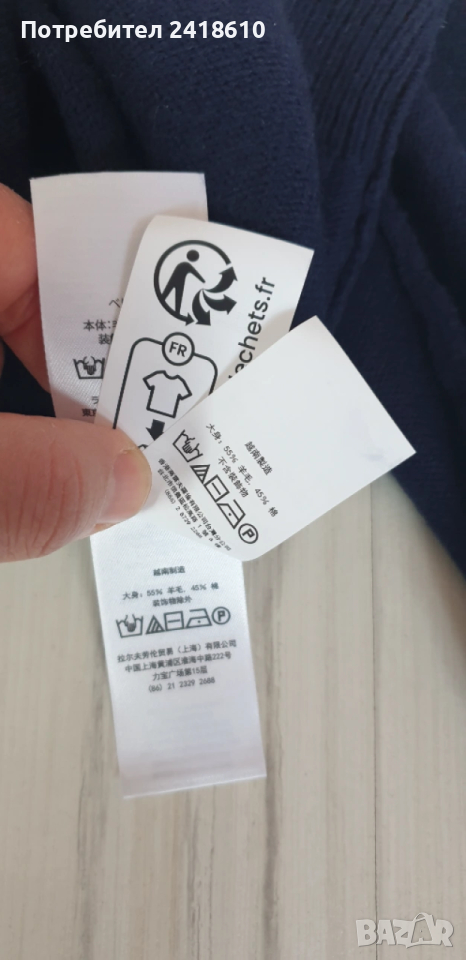 Потребител 2418610
ベ
本体:
装
FR
echets.fr
越南製造
大身: 55% 羊毛, 45% 棉
不含裝飾物
越南制造
大身: 55% 羊毛, 45% 棉
装饰物除外
拉尔夫劳伦贸易（上海）有限公司
中国上海黄浦区淮海中路222号
力宝广场第15层
(86) 21 2329 2688
BAZAR